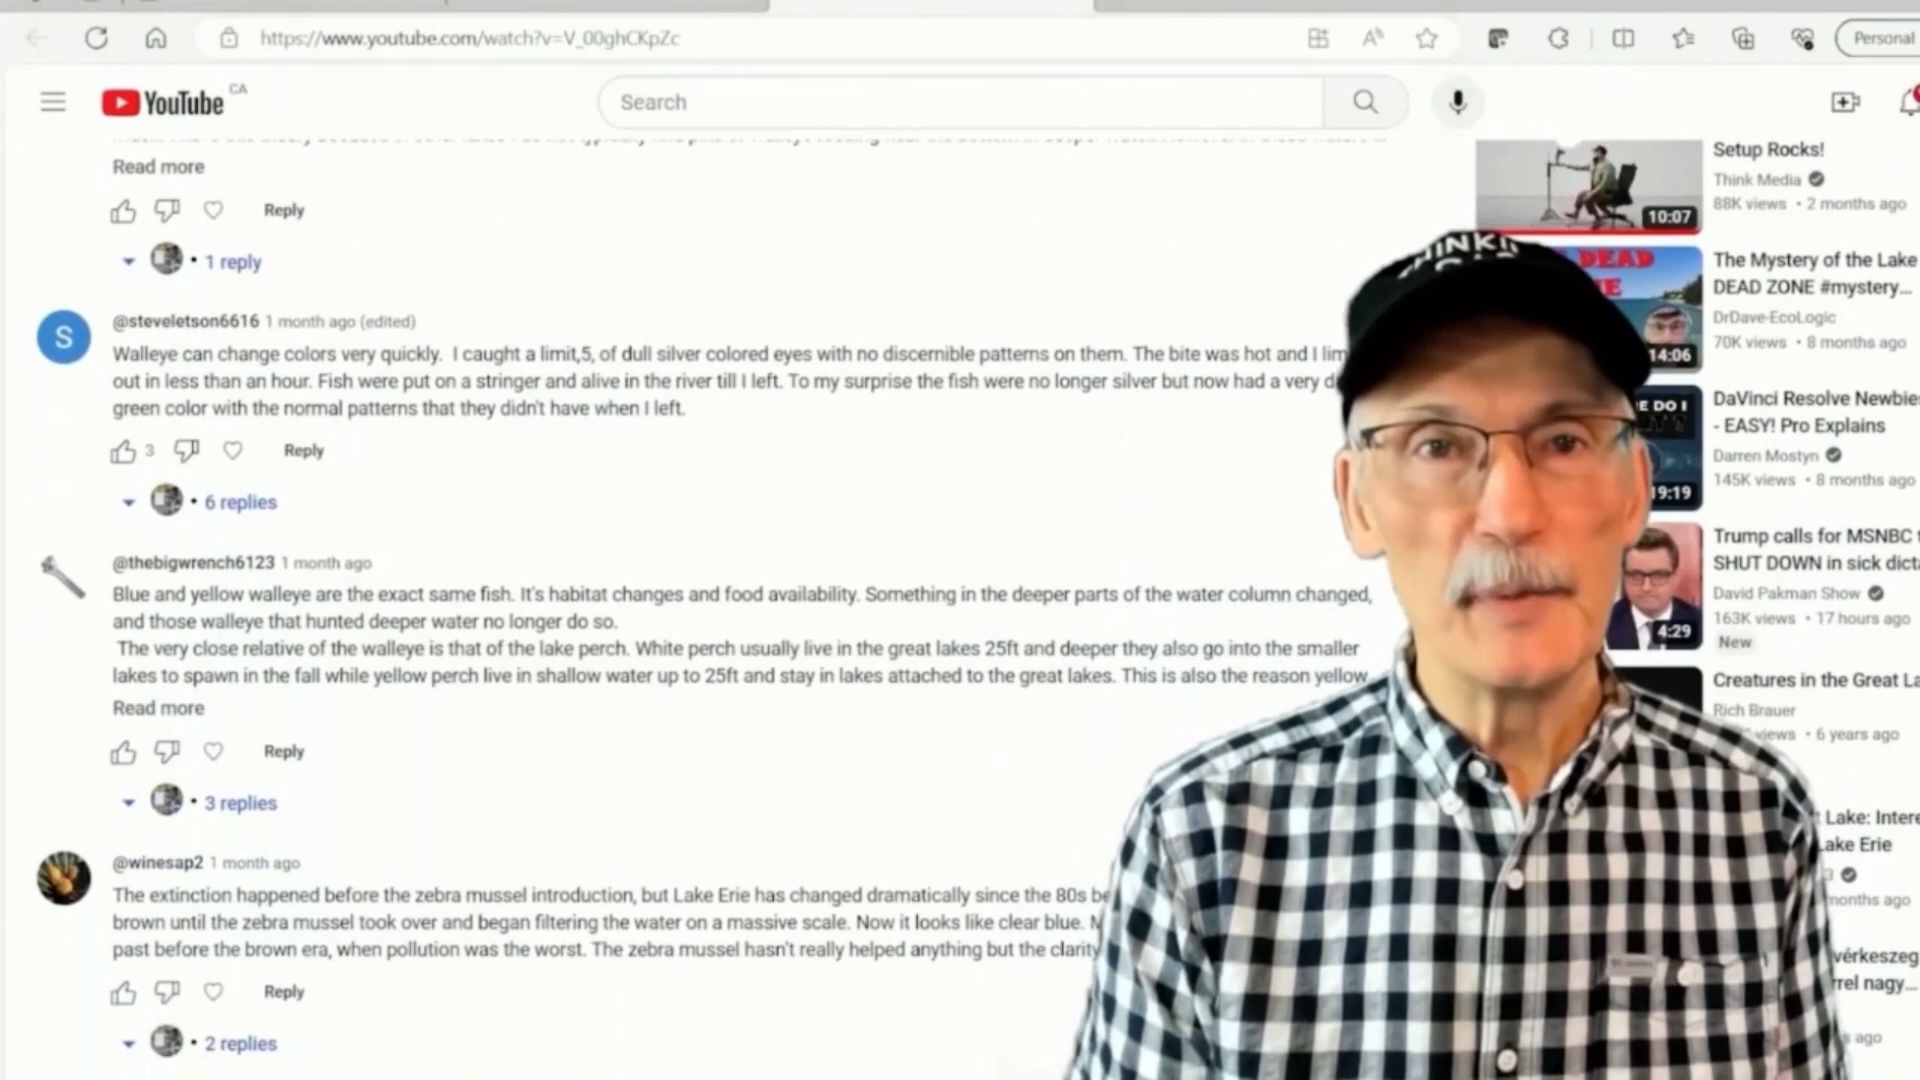 https://www.youtube.com/watch?v=V_00ghCKpZc
Personal
YouTube CA
Search
Read more
Reply
1 reply
@steveletson6616 1 month ago (edited)
Walleye can change colors very quickly. I caught a limit,5, of dull silver colored eyes with no discernible patterns on them. The bite was hot and I
out in less than an hour. Fish were put on a stringer and alive in the river till I left. To my surprise the fish were no longer silver but now had a very
green color with the normal patterns that they didn't have when I left.
3 Reply
6 replies
@thebigwrench6123 1 month ago
Blue and yellow walleye are the exact same fish. It's habitat changes and food availability. Something in the deeper parts of the water column changed,
and those walleye that hunted deeper water no longer do so.
The very close relative of the walleye is that of the lake perch. White perch usually live in the great lakes 25ft and deeper they also go into the smaller
lakes to spawn in the fall while yellow perch live in shallow water up to 25ft and stay in lakes attached to the great lakes. This is also the reason yellow
Read more
Reply
3 replies
@winesap2 1 month ago
The extinction happened before the zebra mussel introduction, but Lake Erie has changed dramatically since the 80s
brown until the zebra mussel took over and began filtering the water on a massive scale. Now it looks like clear blue.
past before the brown era, when pollution was the worst. The zebra mussel hasn't really helped anything but the clarity
Reply
2 replies
10:07
Setup Rocks!
Think Media
88K views • 2 months ago
DEAD
14:06
The Mystery of the Lake
DEAD ZONE #mystery...
DrDave-EcoLogic
70K views • 8 months ago
E DO I
19:19
DaVinci Resolve Newbie
- EASY! Pro Explains
Darren Mostyn
145K views • 8 months ago
4:29
Trump calls for MSNBC
SHUT DOWN in sick
David Pakman Show
163K views • 17 hours ago
New
Creatures in the Great
Rich Brauer
views • 6 years ago
Lake:
Lake Erie
months ago
nagy...
ago